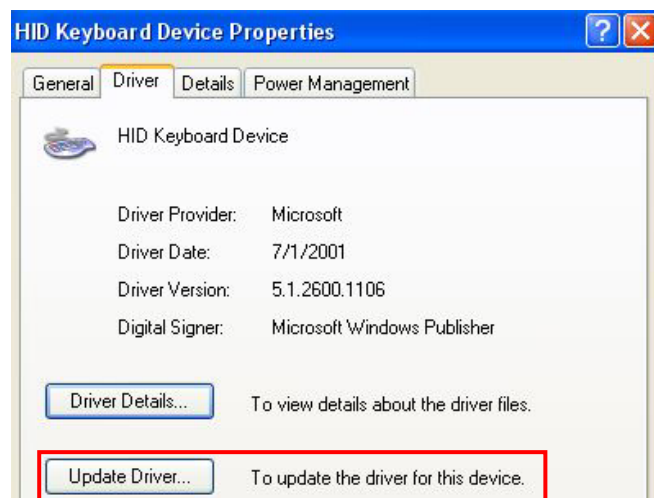 HID Keyboard Device Properties
General Driver Details Power Management
HID Keyboard Device
Driver Provider: Microsoft
Driver Date: 7/1/2001
Driver Version: 5.1.2600.1106
Digital Signer: Microsoft Windows Publisher
Driver Details... To view details about the driver files.
Update Driver... To update the driver for this device.